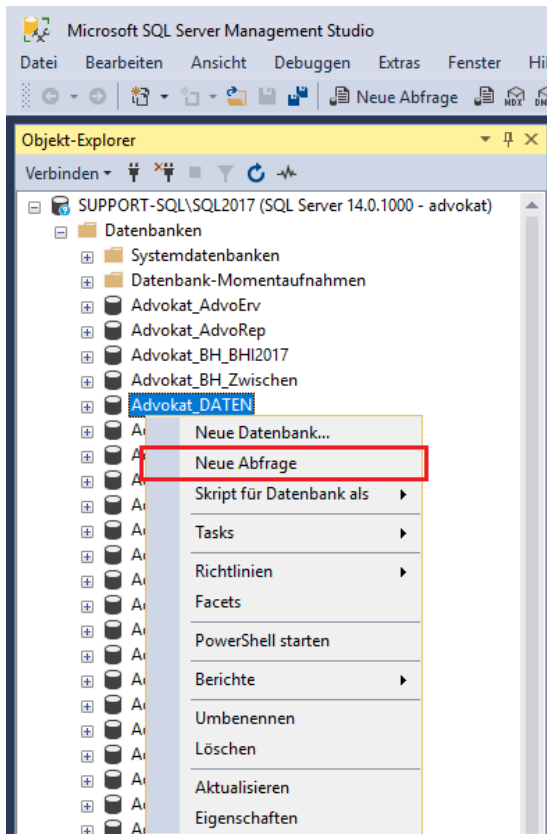 Microsoft SQL Server Management Studio
Datei Bearbeiten Ansicht Debuggen Extras Fenster
Neue Abfrage MDX
Objekt-Explorer
Verbinden
SUPPORT-SQL\SQL2017 (SQL Server 14.0.1000 - advokat)
Datenbanken
Systemdatenbanken
Datenbank-Momentaufnahmen
Advokat_AdvoErv
Advokat_AdvoRep
Advokat_BH_BHI2017
Advokat_BH_Zwischen
Advokat_DATEN
Neue Datenbank...
Neue Abfrage
Skript für Datenbank als
Tasks
Richtlinien
Facets
PowerShell starten
Berichte
Umbenennen
Löschen
Aktualisieren
Eigenschaften